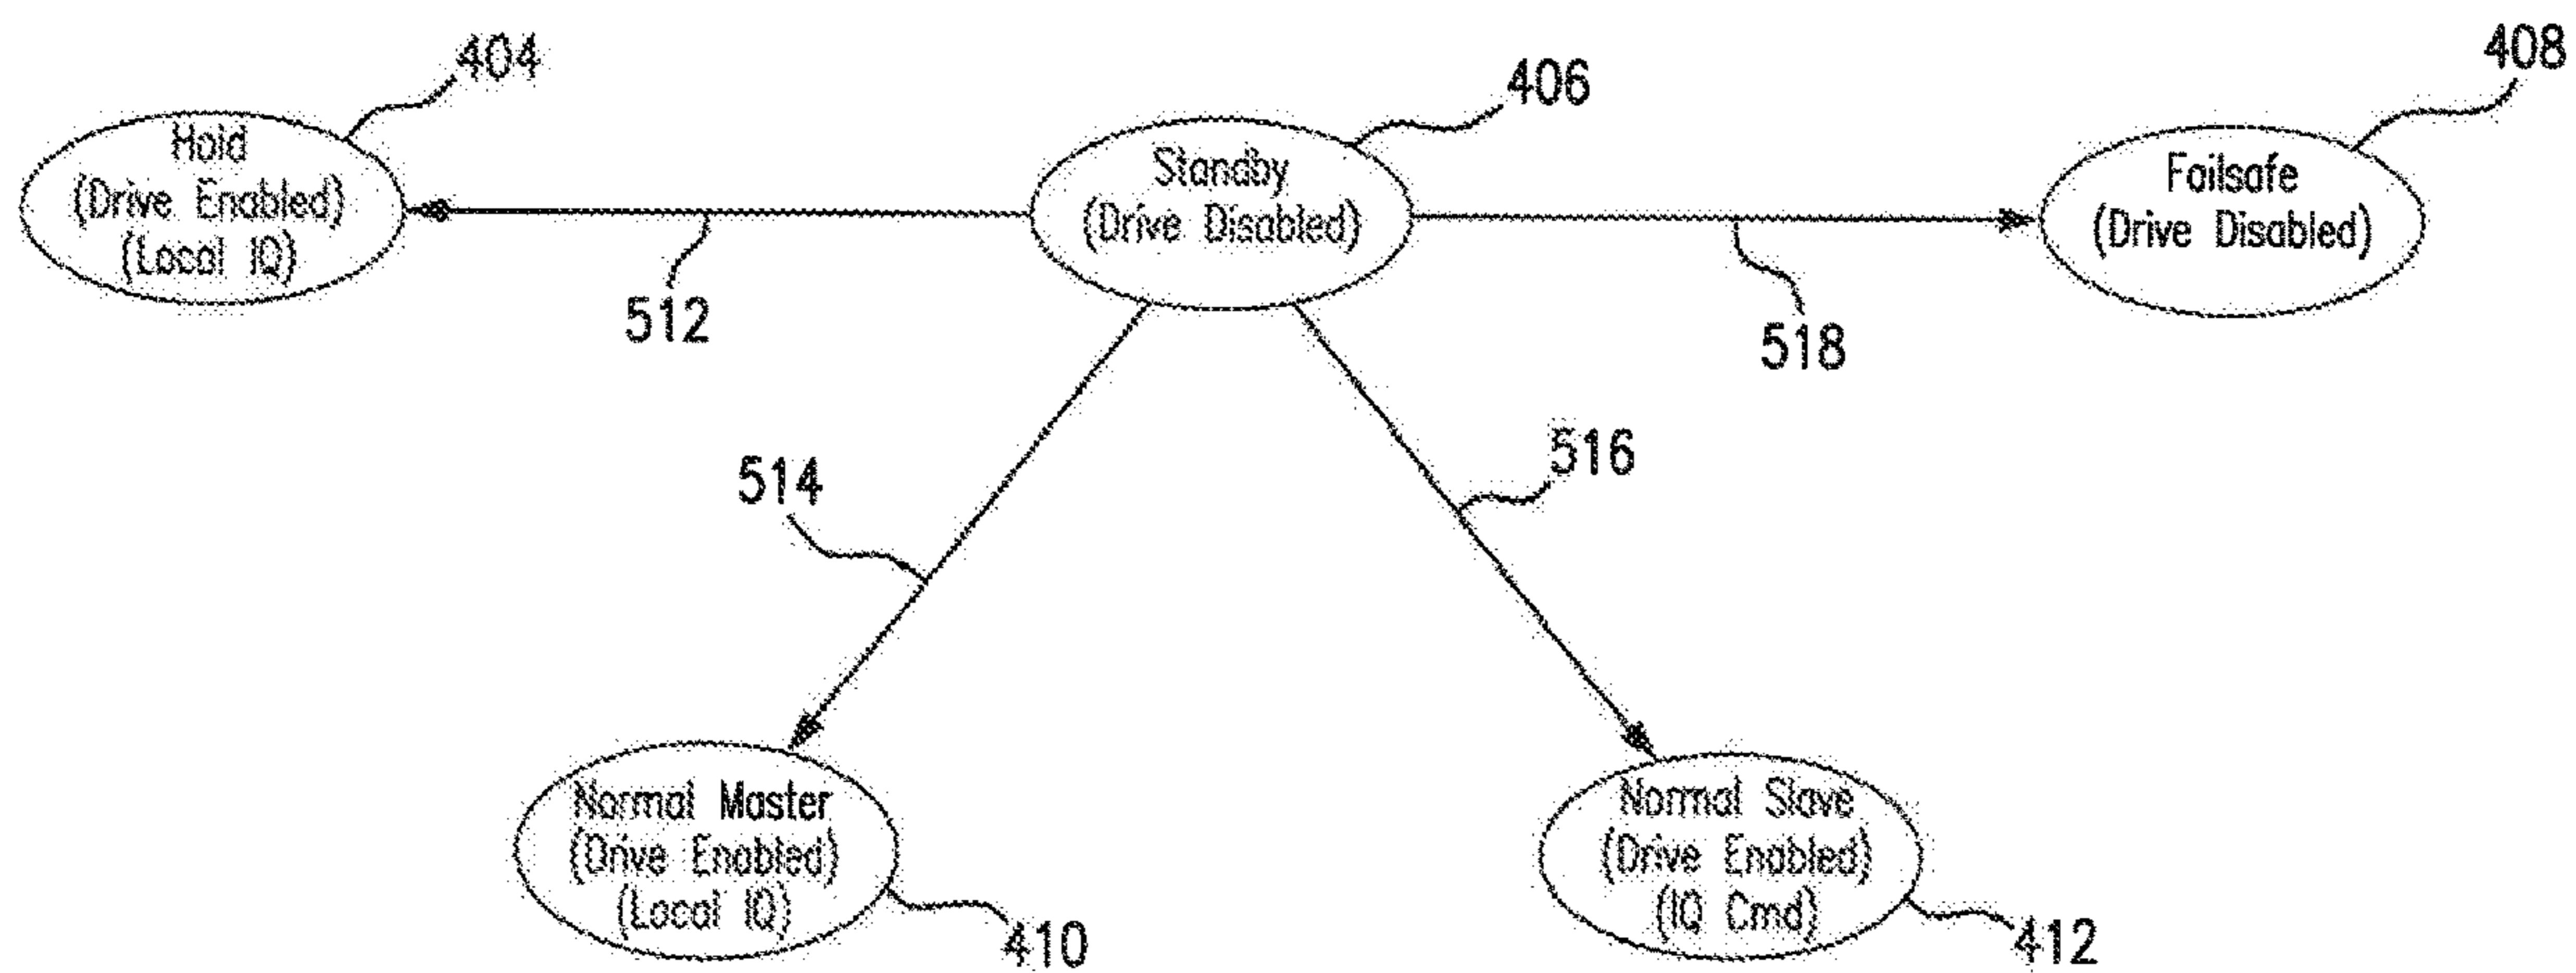 404
406
408
Hold
(Drive Enabled)
(Local IQ)
Standby
(Drive Disabled)
Failsafe
(Drive Disabled)
512
518
514
516
Normal Master
(Drive Enabled)
(Local IQ)
410
Normal Slave
(Drive Enabled)
(IQ Cmd)
412